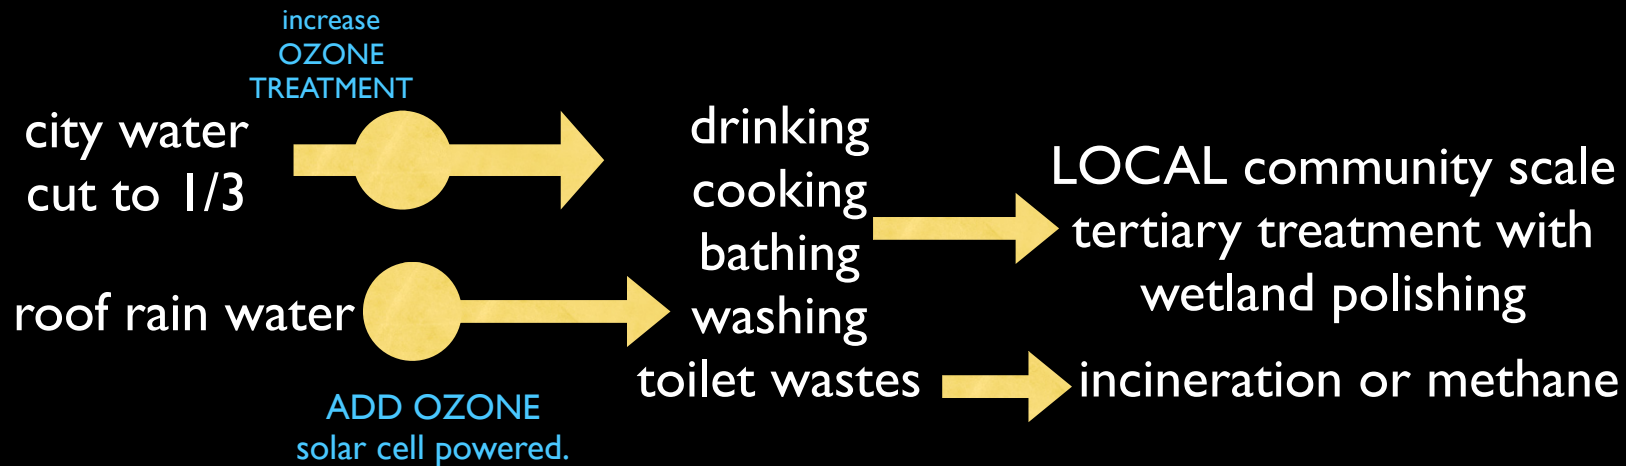 increase
OZONE
TREATMENT
city water
cut to 1/3
roof rain water
ADD OZONE
solar cell powered.
drinking
cooking
bathing
washing
toilet wastes
LOCAL community scale
tertiary treatment with
wetland polishing
incineration or methane